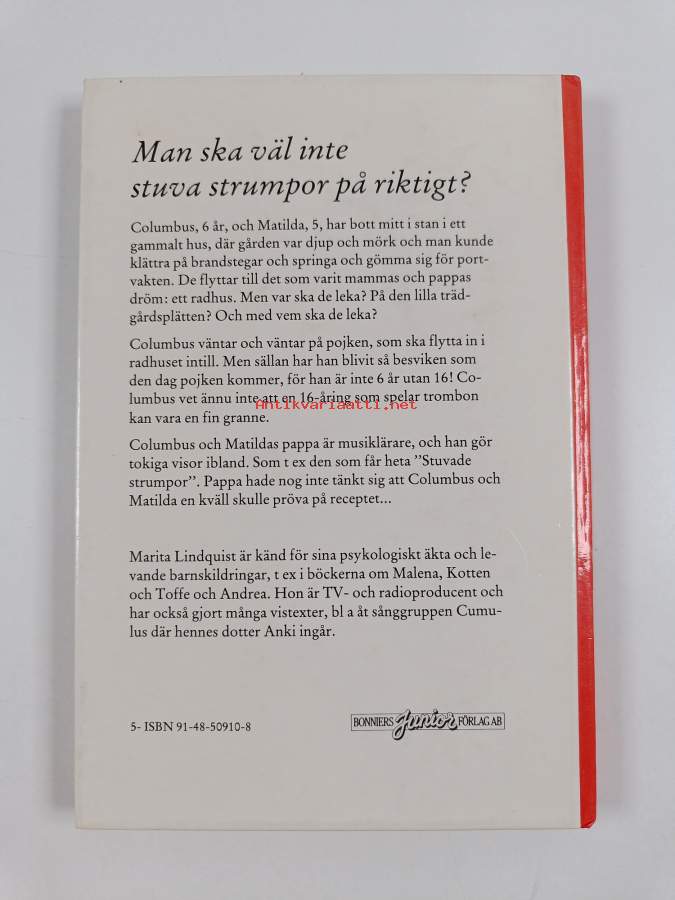 Man ska väl inte
stuva strumpor på riktigt?
Columbus, 6 år, och Matilda, 5, har bott mitt i stan i ett
gammalt hus, där gården var djup och mörk och man kunde
klättra på brandstegar och springa och gömma sig för port-
vakten. De flyttar till det som varit mammas och pappas
dröm: ett radhus. Men var ska de leka? På den lilla träd-
gårdsplätten? Och med vem ska de leka?
Columbus väntar och väntar på pojken, som ska flytta in i
radhuset intill. Men sällan har han blivit så besviken som
den dag pojken kommer, för han är inte 6 år utan 16! Co-
lumbus vet ännu inte att en 16-åring som spelar trombon
Antikvariaatti.net
kan vara en fin granne.
Columbus och Matildas pappa är musiklärare, och han gör
tokiga visor ibland. Som t ex den som får heta ”Stuvade
strumpor”. Pappa hade nog inte tänkt sig att Columbus och
Matilda en kväll skulle pröva på receptet...
Marita Lindquist är känd för sina psykologiskt äkta och le-
vande barnskildringar, t ex i böckerna om Malena, Kotten
och Toffe och Andrea. Hon är TV- och radioproducent och
har också gjort många vistexter, bl a åt sånggruppen Cumu-
lus där hennes dotter Anki ingår.
5- ISBN 91-48-50910-8
BONNIERS Junior FÖRLAG AB